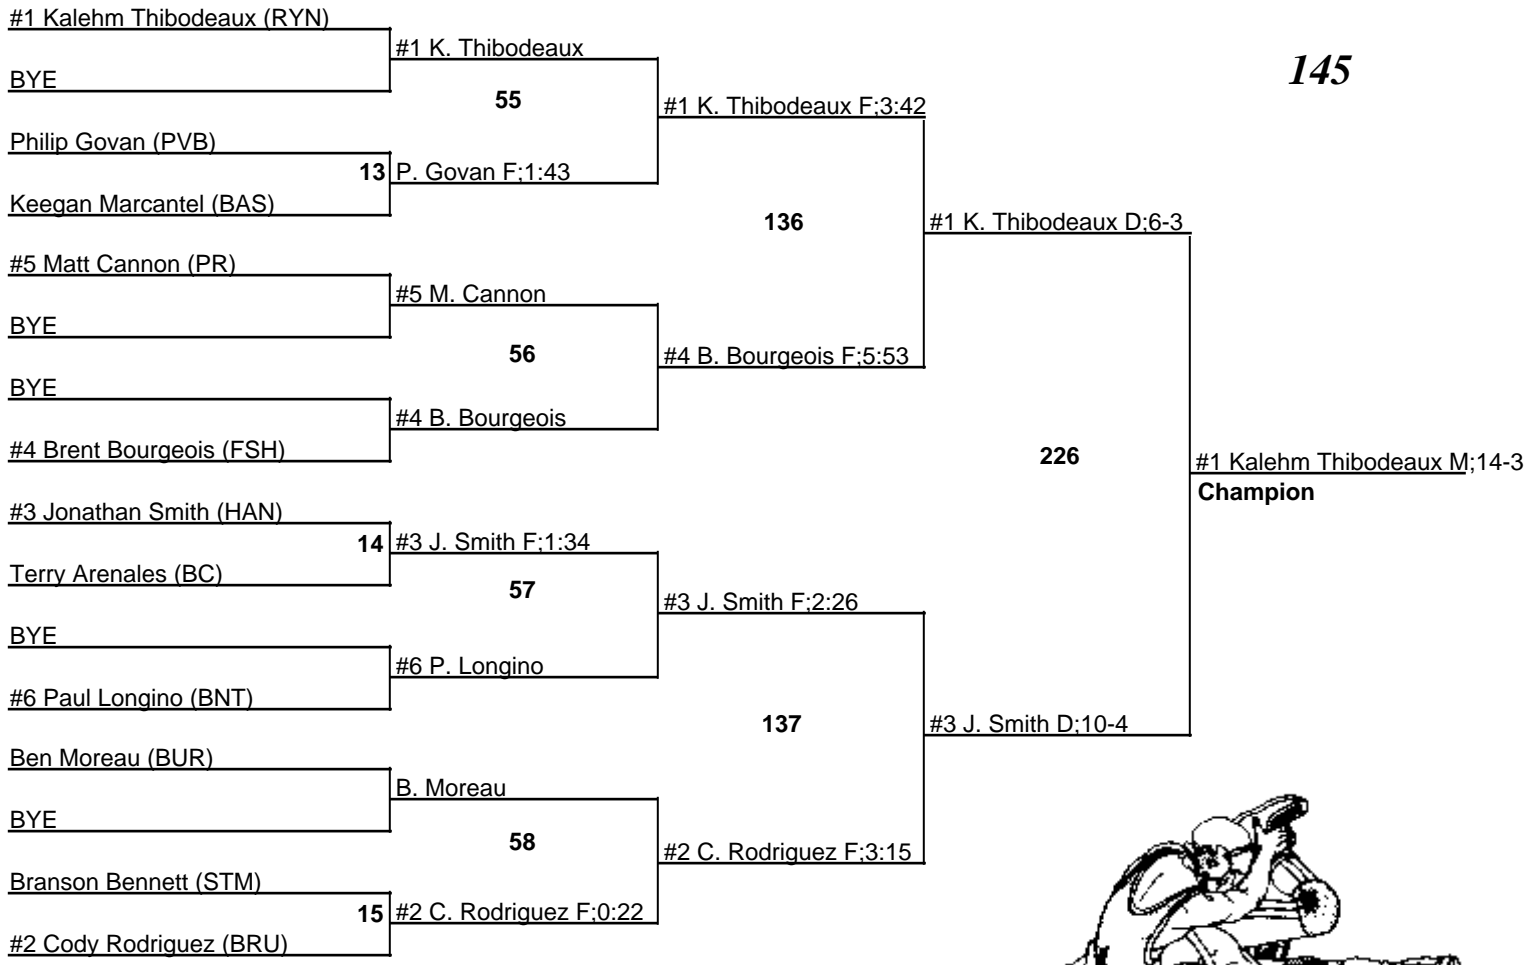 #1 Kalehm Thibodeaux (RYN)
BYE
Philip Govan (PVB)
Keegan Marcantel (BAS)
#5 Matt Cannon (PR)
BYE
BYE
#4 Brent Bourgeois (FSH)
#3 Jonathan Smith (HAN)
Terry Arenales (BC)
BYE
#6 Paul Longino (BNT)
Ben Moreau (BUR)
BYE
Branson Bennett (STM)
#2 Cody Rodriguez (BRU)
13
14
15
#1 K. Thibodeaux
P. Govan F;1:43
#5 M. Cannon
#4 B. Bourgeois
#3 J. Smith F;1:34
#6 P. Longino
B. Moreau
#2 C. Rodriguez F;0:22
55
56
57
58
#1 K. Thibodeaux F;3:42
#4 B. Bourgeois F;5:53
#3 J. Smith F;2:26
#2 C. Rodriguez F;3:15
136
137
#1 K. Thibodeaux D;6-3
#3 J. Smith D;10-4
226
#1 Kalehm Thibodeaux M;14-3
Champion
145